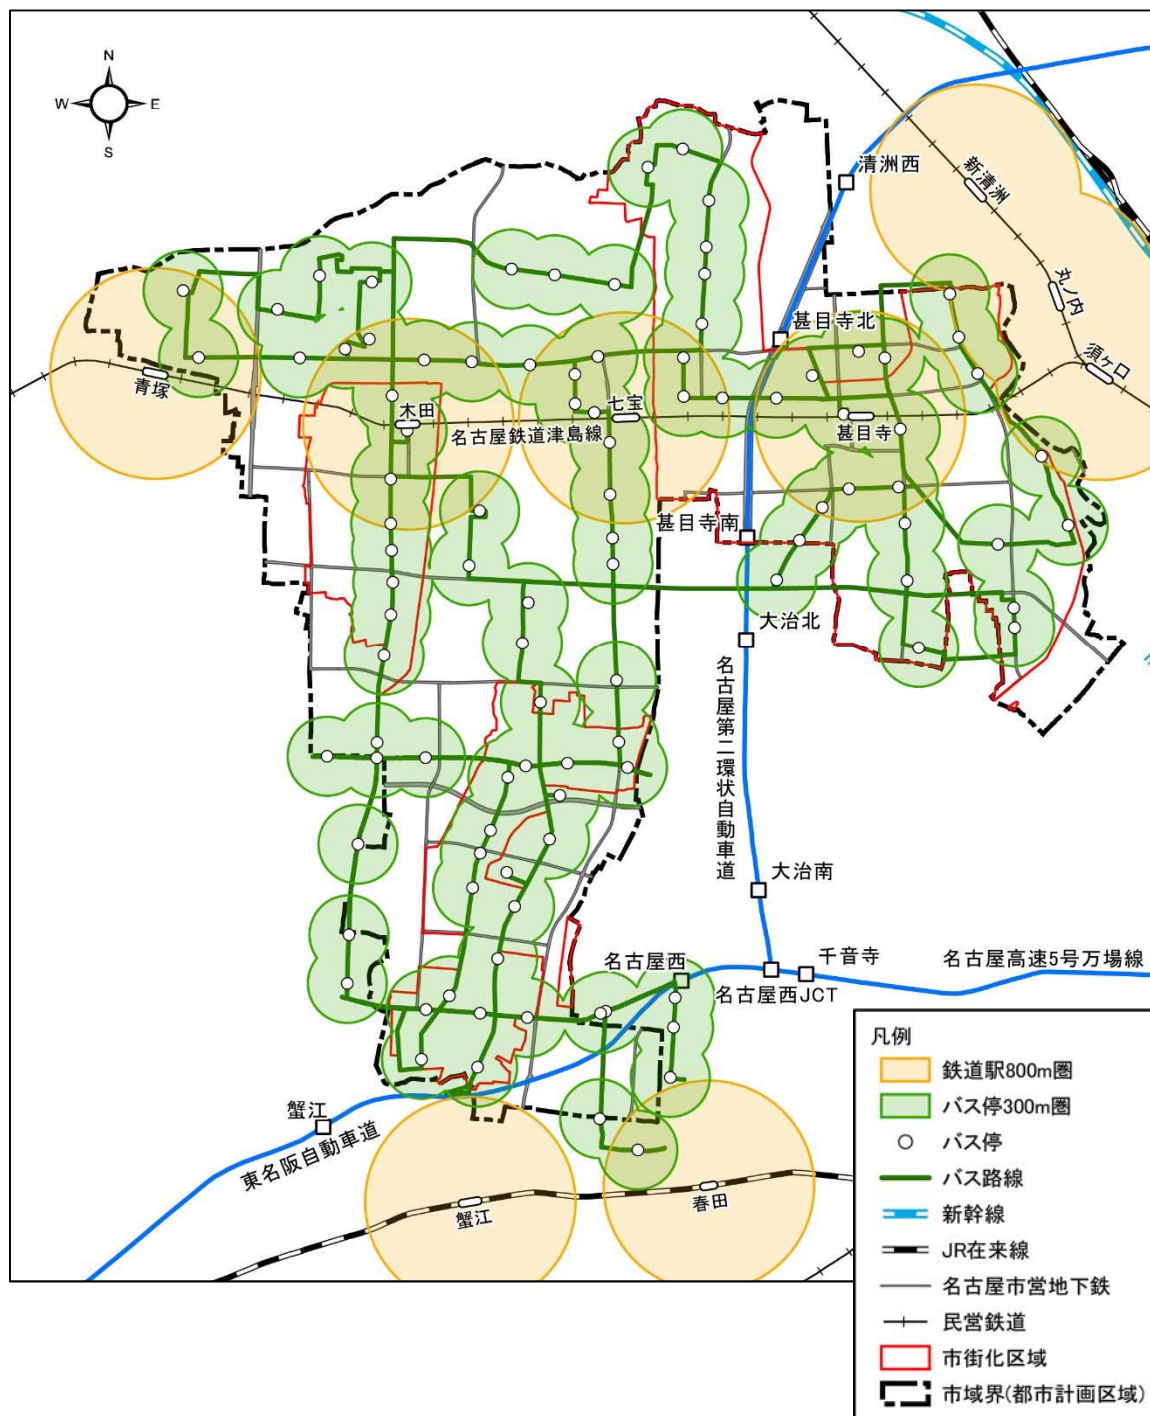 N
W
E
S
清洲西
新清洲
丸ノ内
須ヶ口
甚目寺北
青塚
木田
七宝
名古屋鉄道津島線
甚目寺
甚目寺南
大治北
名古屋第二環状自動車道
大治南
名古屋西
千音寺
名古屋高速5号万場線
名古屋西JCT
蟹江
東名阪自動車道
蟹江
春田
凡例
鉄道駅800m圏
バス停300m圏
バス停
バス路線
新幹線
JR在来線
名古屋市営地下鉄
民営鉄道
市街化区域
市域界(都市計画区域)